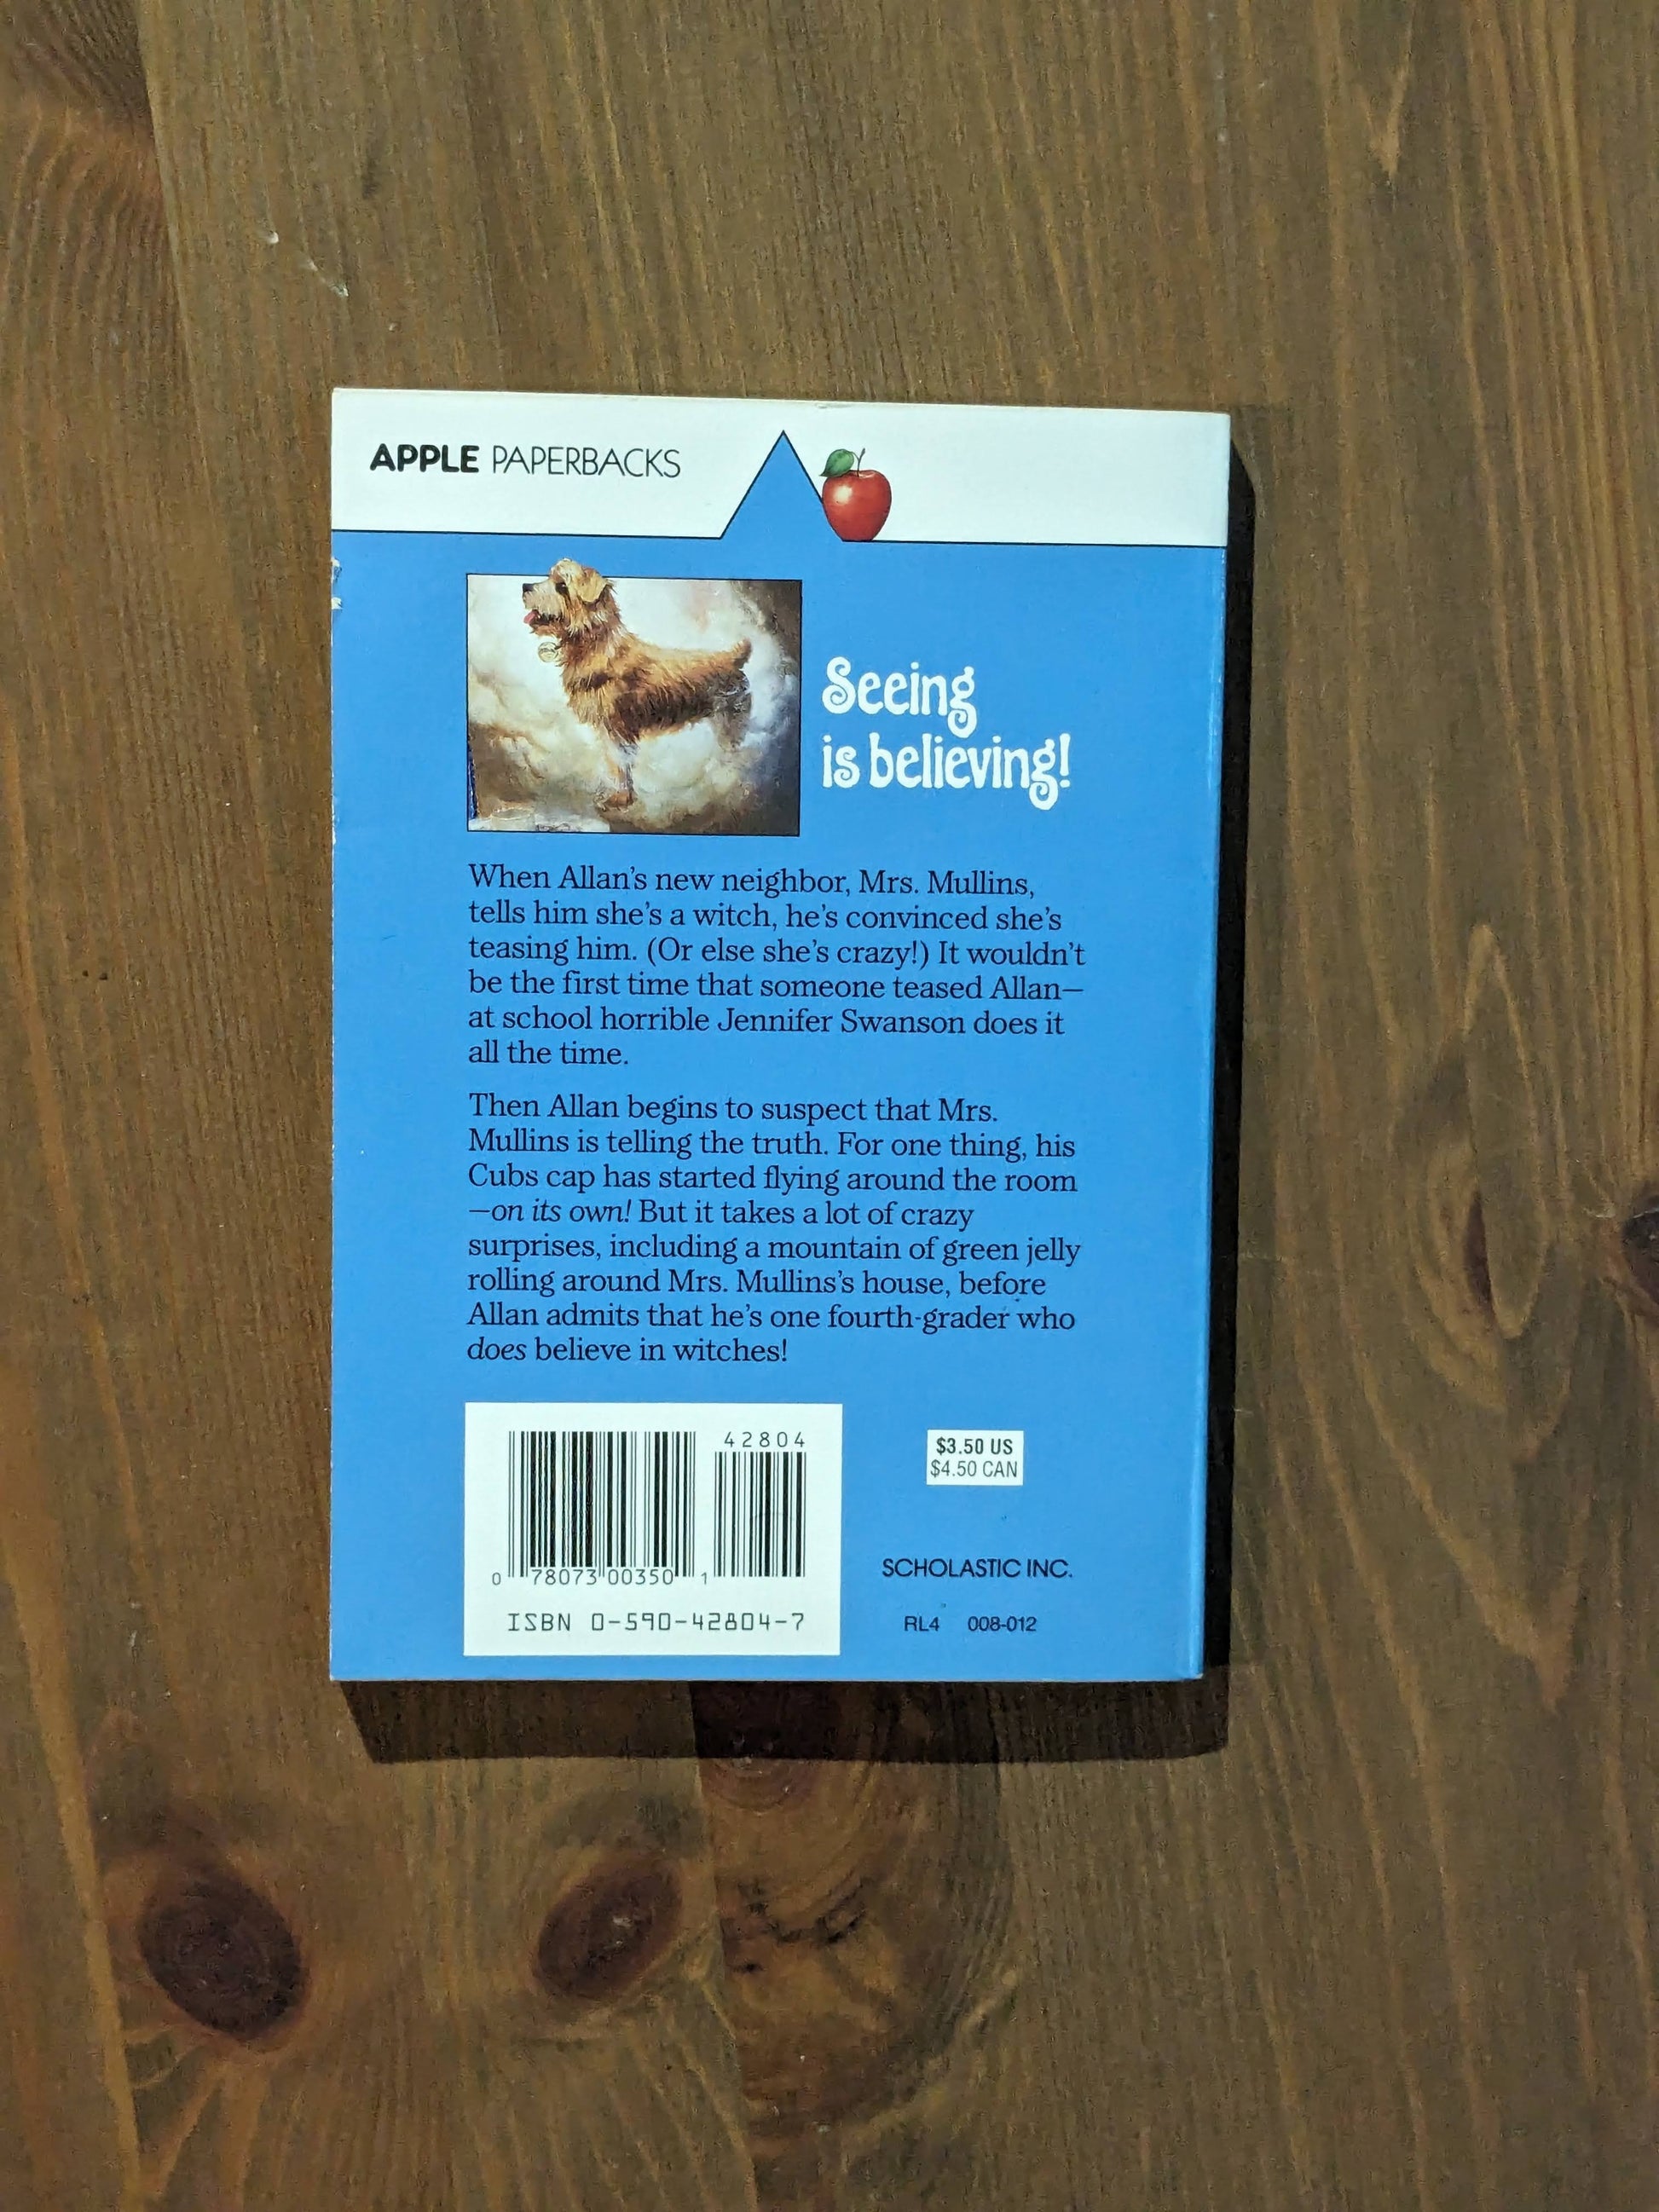 APPLE PAPERBACKS
Seeing
is believing!
When Allan's new neighbor, Mrs. Mullins,
tells him she's a witch, he's convinced she's
teasing him. (Or else she's crazy!) It wouldn't
be the first time that someone teased Allan—
at school horrible Jennifer Swanson does it
all the time.
Then Allan begins to suspect that Mrs.
Mullins is telling the truth. For one thing, his
Cubs cap has started flying around the room
—on its own! But it takes a lot of crazy
surprises, including a mountain of green jelly
rolling around Mrs. Mullins's house, before
Allan admits that he's one fourth-grader who
does believe in witches!
42804
0 78073 00350 1
ISBN 0-590-42804-7
$3.50 US
$4.50 CAN
SCHOLASTIC INC.
RL4 008-012